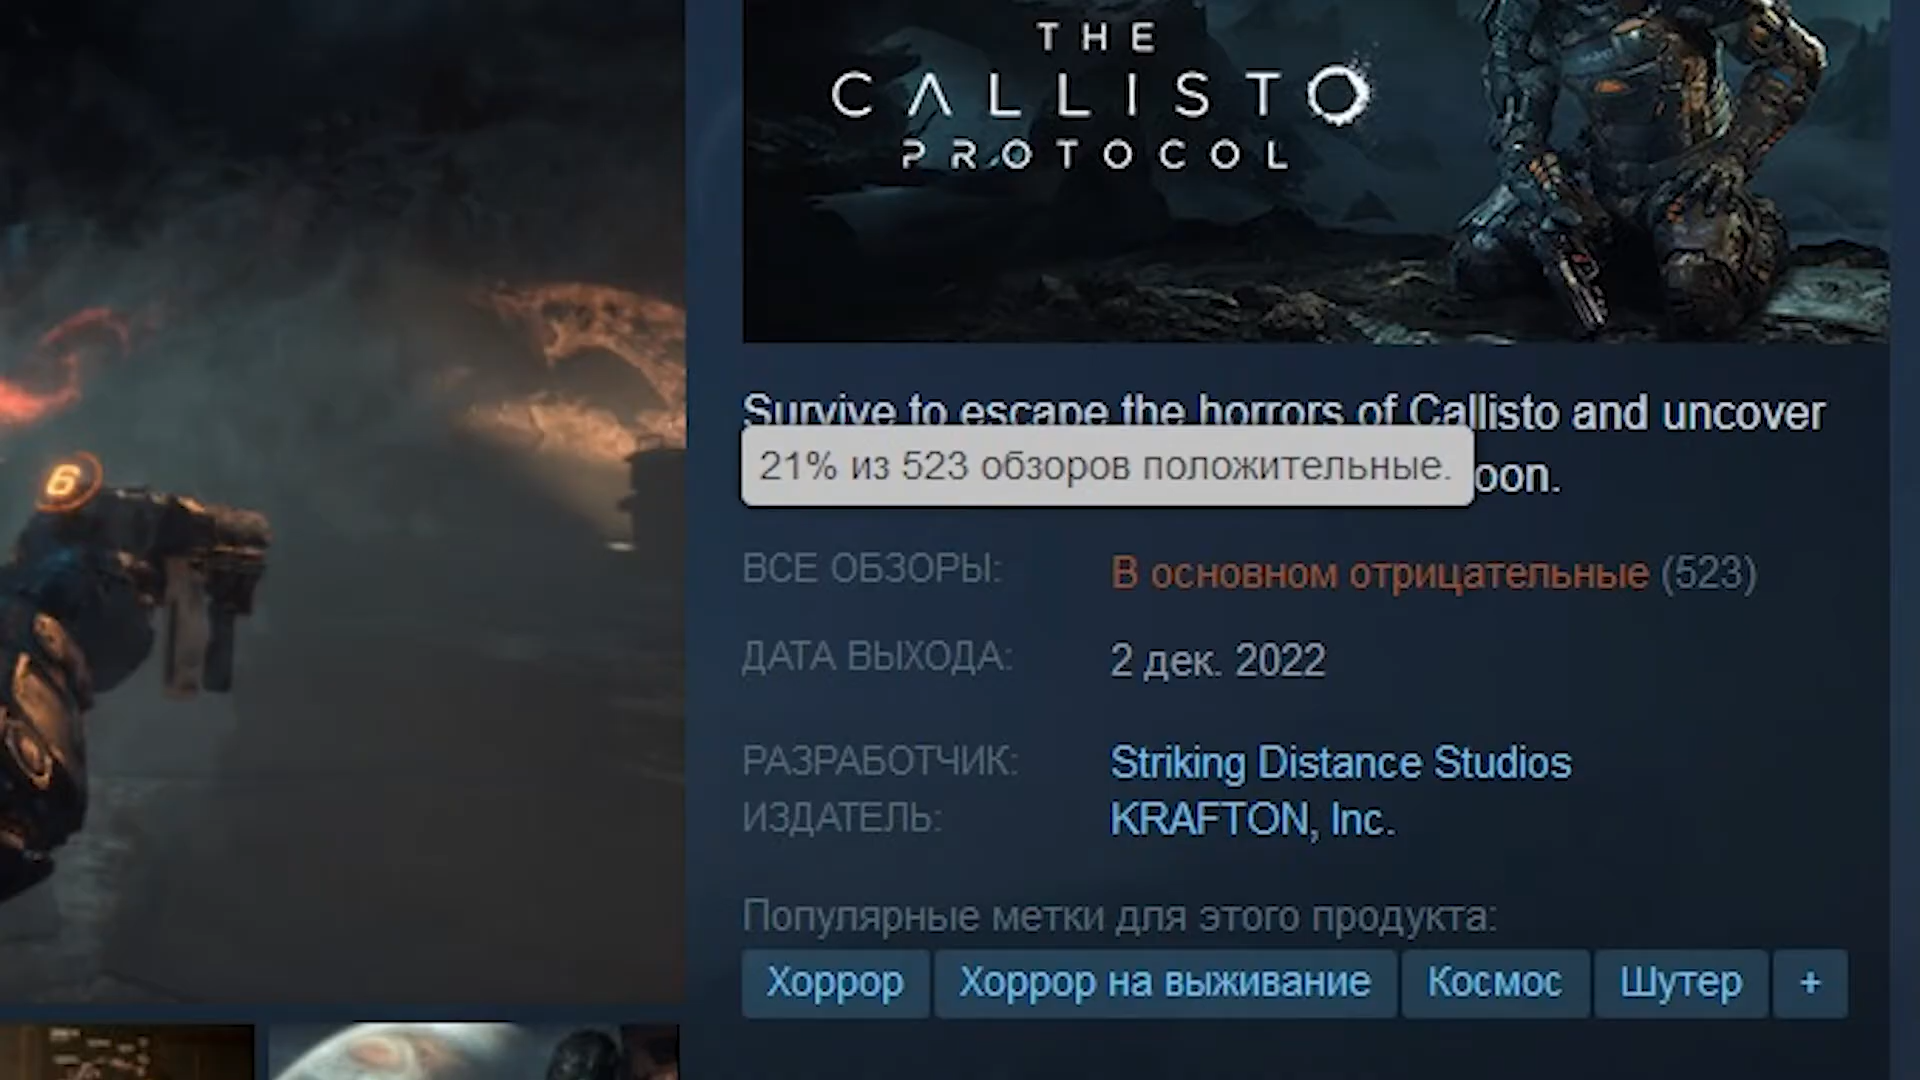 THE
CALLISTO
PROTOCOL
Survive to escape the horrors of Callisto and uncover
21% из 523 обзоров положительные.
oon.
ВСЕ ОБЗОРЫ: В основном отрицательные (523)
ДАТА ВЫХОДА: 2 дек. 2022
РАЗРАБОТЧИК: Striking Distance Studios
ИЗДАТЕЛЬ: KRAFTON, Inc.
Популярные метки для этого продукта:
Хоррор Хоррор на выживание Космос Шутер +
6